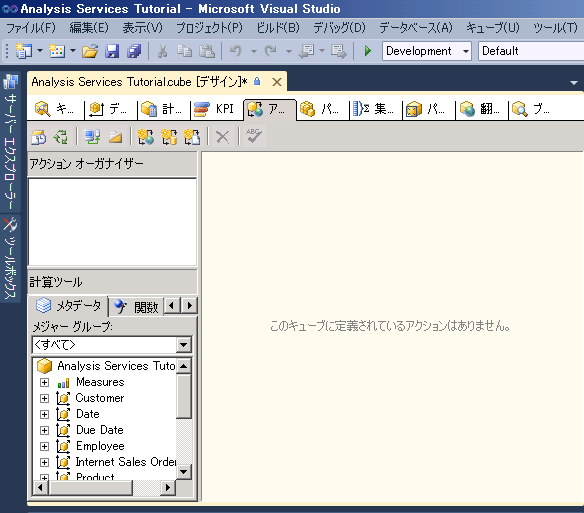 Analysis Services Tutorial - Microsoft Visual Studio
ファイル(F) 編集(E) 表示(V) プロジェクト(P) ビルド(B) デバッグ(D) データベース(A) キューブ(U) ツール(T)
Development Default
サーバー エクスプローラー
ツールボックス
Analysis Services Tutorial.cube [デザイン]*
キ... デ... 計... KPI ア... パ... 集... パ... 翻... ブ...
アクション オーガナイザー
計算ツール
メタデータ 関数
メジャー グループ:
<すべて>
Analysis Services Tuto
Measures
Customer
Date
Due Date
Employee
Internet Sales Order
Product
このキューブに定義されているアクションはありません。